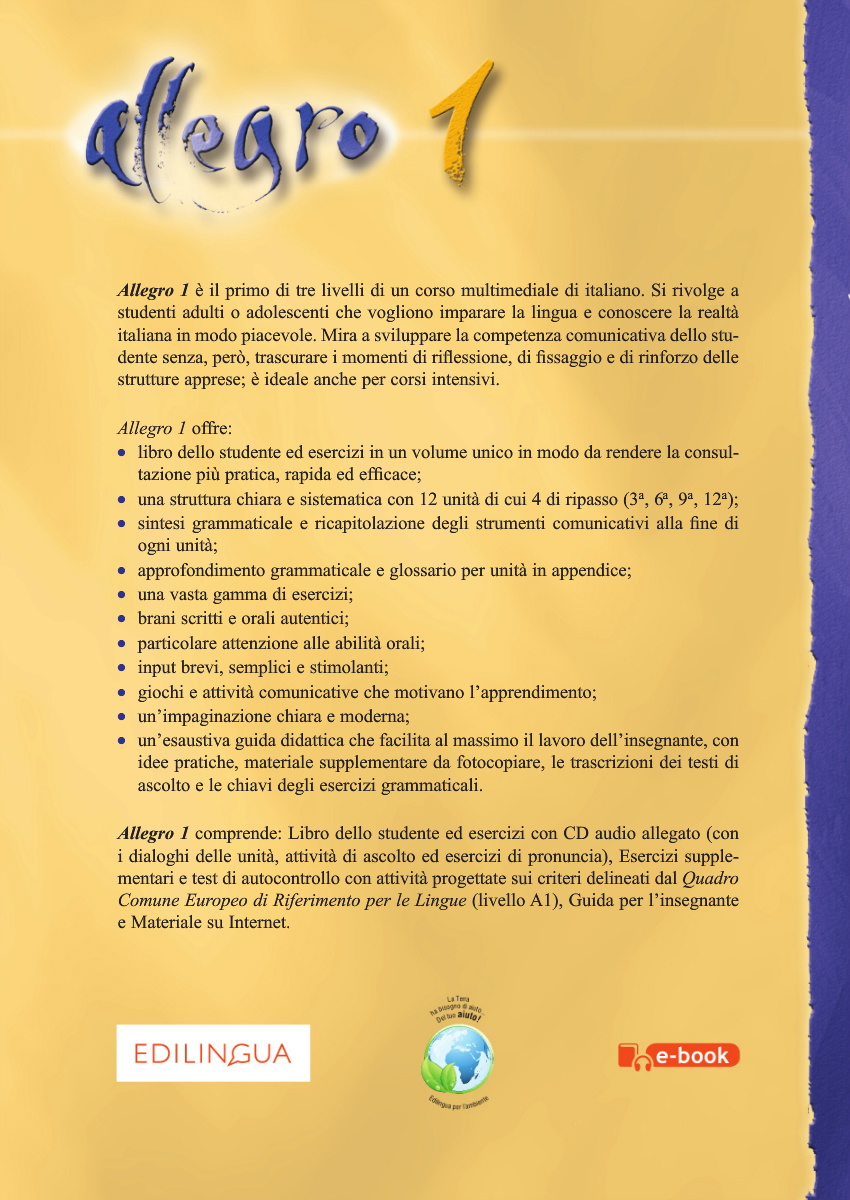 allegro 1
Allegro 1 è il primo di tre livelli di un corso multimediale di italiano. Si rivolge a
studenti adulti o adolescenti che vogliono imparare la lingua e conoscere la realtà
italiana in modo piacevole. Mira a sviluppare la competenza comunicativa dello stu-
dente senza, però, trascurare i momenti di riflessione, di fissaggio e di rinforzo delle
strutture apprese; è ideale anche per corsi intensivi.
Allegro 1 offre:
• libro dello studente ed esercizi in un volume unico in modo da rendere la consul-
tazione più pratica, rapida ed efficace;
• una struttura chiara e sistematica con 12 unità di cui 4 di ripasso (3ª, 6ª, 9ª, 12ª);
• sintesi grammaticale e ricapitolazione degli strumenti comunicativi alla fine di
ogni unità;
• approfondimento grammaticale e glossario per unità in appendice;
• una vasta gamma di esercizi;
• brani scritti e orali autentici;
• particolare attenzione alle abilità orali;
• input brevi, semplici e stimolanti;
• giochi e attività comunicative che motivano l’apprendimento;
• un’impaginazione chiara e moderna;
• un’esaustiva guida didattica che facilita al massimo il lavoro dell’insegnante, con
idee pratiche, materiale supplementare da fotocopiare, le trascrizioni dei testi di
ascolto e le chiavi degli esercizi grammaticali.
Allegro 1 comprende: Libro dello studente ed esercizi con CD audio allegato (con
i dialoghi delle unità, attività di ascolto ed esercizi di pronuncia), Esercizi supple-
mentari e test di autocontrollo con attività progettate sui criteri delineati dal Quadro
Comune Europeo di Riferimento per le Lingue (livello A1), Guida per l’insegnante
e Materiale su Internet.
La Terra
ha bisogno di aiuto.
Del tuo aiuto!
EDILINGUA
Edilingua per l'ambiente
e-book